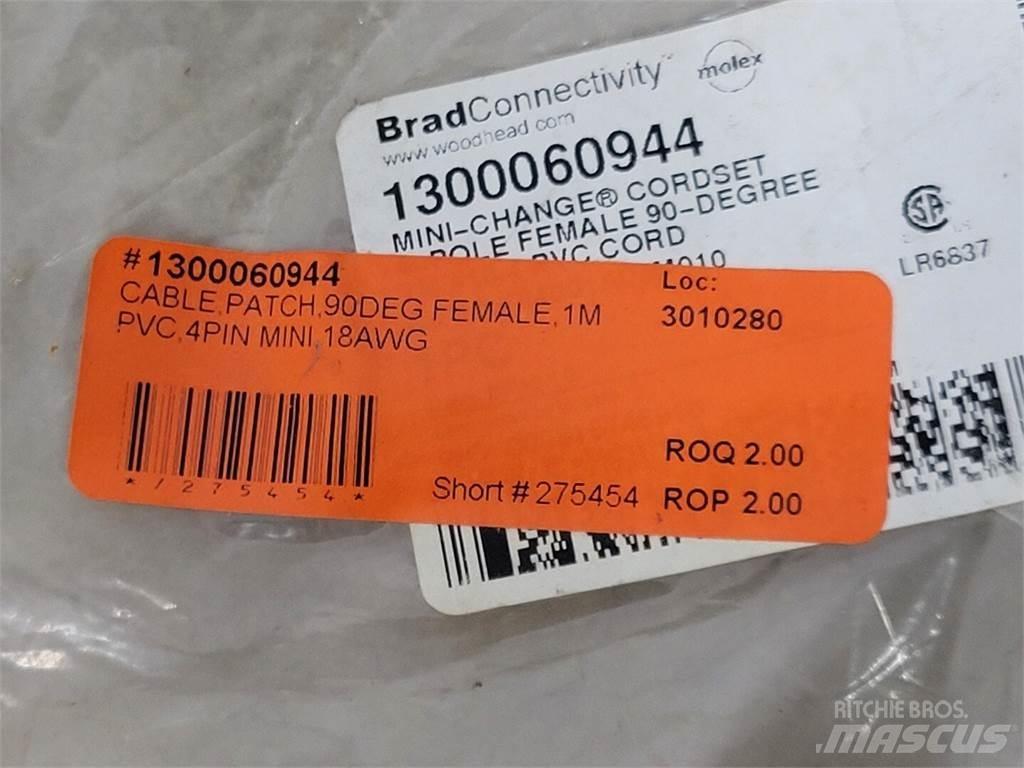 BradConnectivity™ molex
www.woodhead.com
1300060944
MINI-CHANGE® CORDSET
POLE FEMALE 90-DEGREE
PVC CORD
M010
LR6837
#1300060944
CABLE,PATCH,90DEG FEMALE,1M
PVC,4PIN MINI,18AWG
Loc:
3010280
*/275454*
Short # 275454
ROQ 2.00
ROP 2.00
RITCHIE BROS.
MASCUS